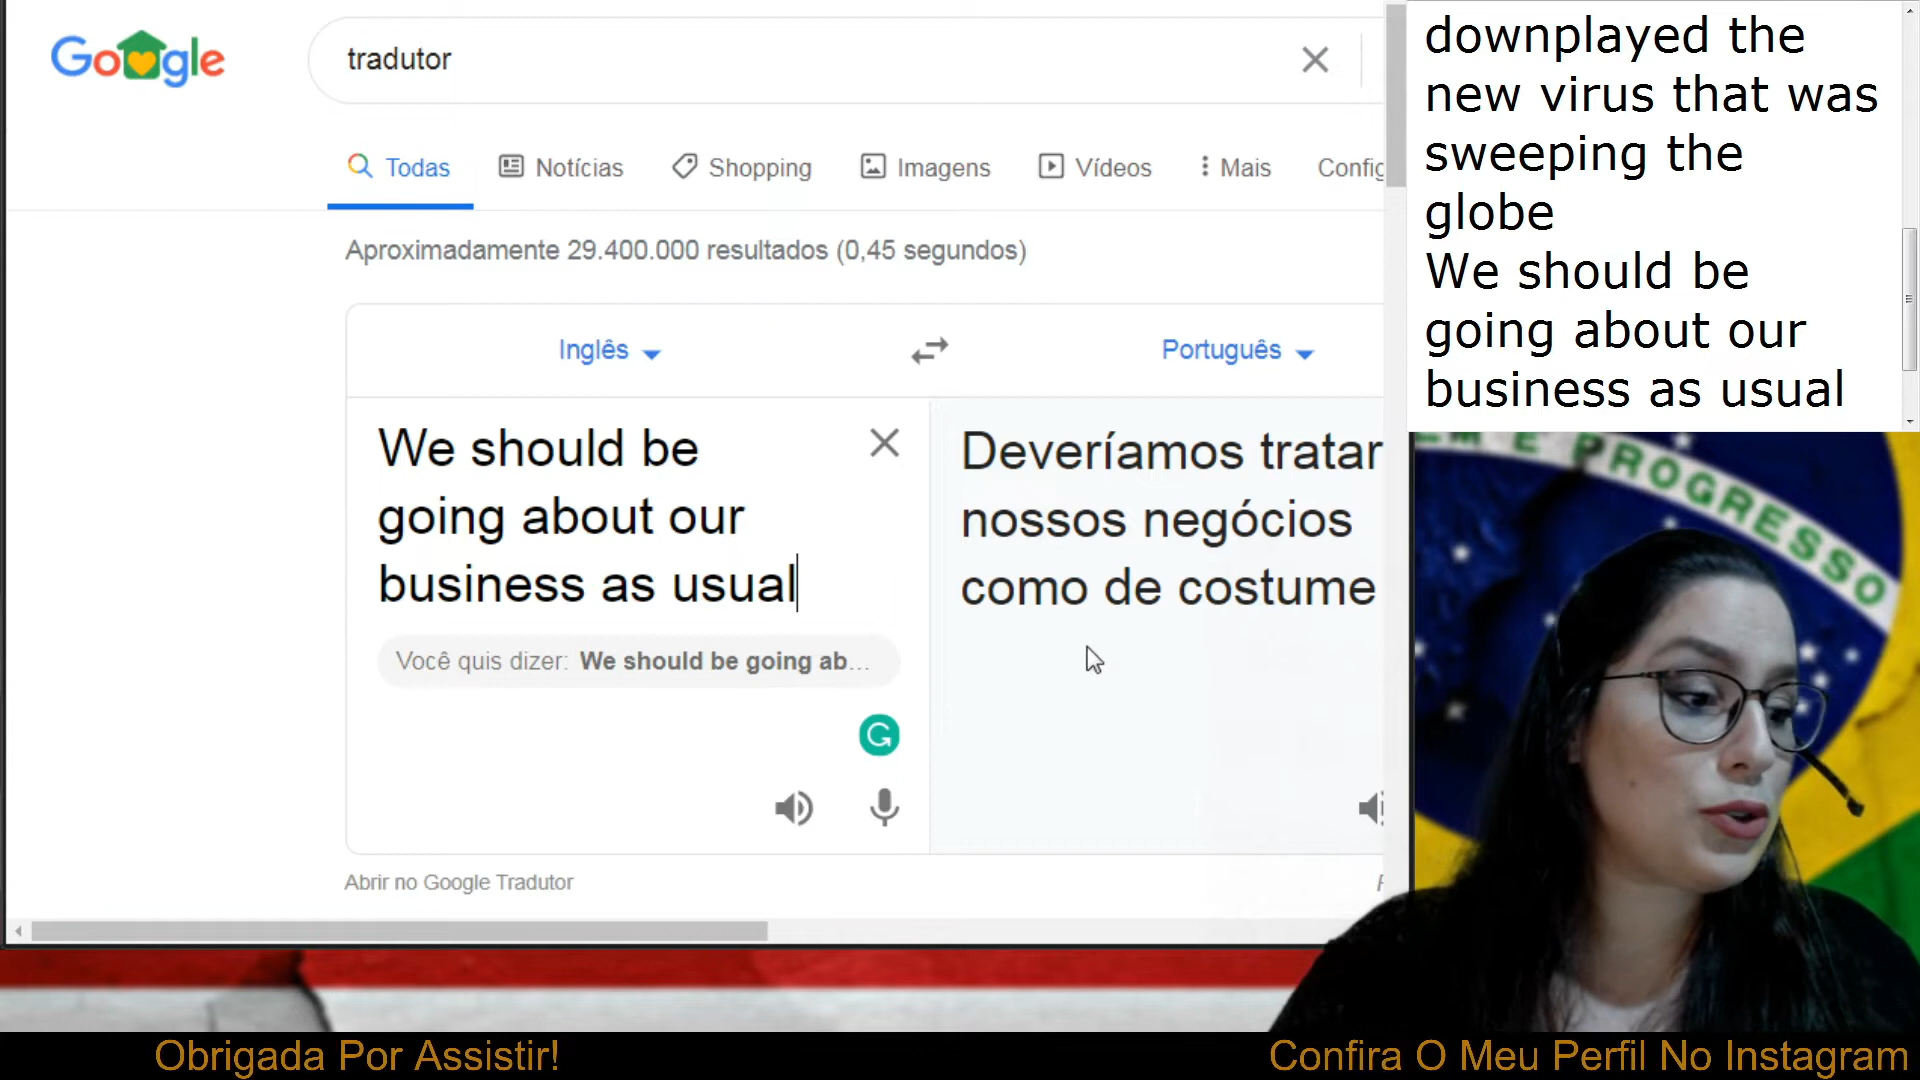 Google
tradutor
Todas
Notícias
Shopping
Imagens
Vídeos
Mais
Config
Aproximadamente 29.400.000 resultados (0,45 segundos)
Inglês
Português
We should be
going about our
business as usual
Deveríamos tratar
nossos negócios
como de costume
Você quis dizer: We should be going ab...
Abrir no Google Tradutor
F
downplayed the
new virus that was
sweeping the
globe
We should be
going about our
business as usual
EM E PROGRESSO
Obrigada Por Assistir!
Confira O Meu Perfil No Instagram